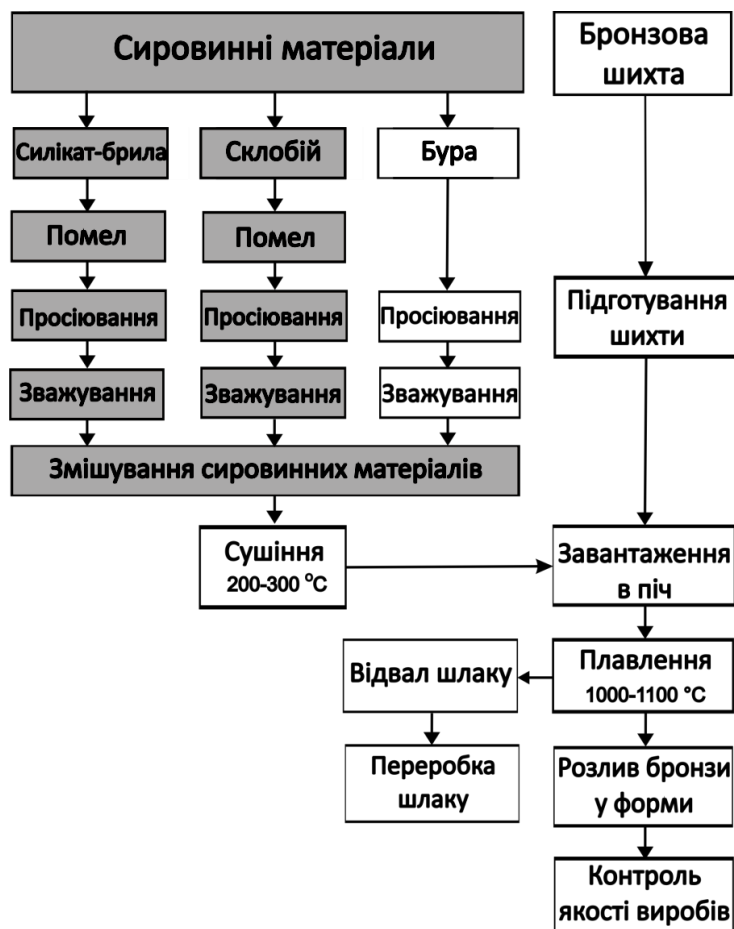 Сировинні матеріали
Бронзова
шихта
Силікат-брила
Склобій
Бура
Помел
Помел
Просіювання
Просіювання
Просіювання
Підготування
шихти
Зважування
Зважування
Зважування
Змішування сировинних матеріалів
Сушіння
200-300 °C
Завантаження
в піч
Відвал шлаку
Плавлення
1000-1100 °C
Переробка
шлаку
Розлив бронзи
у форми
Контроль
якості виробів